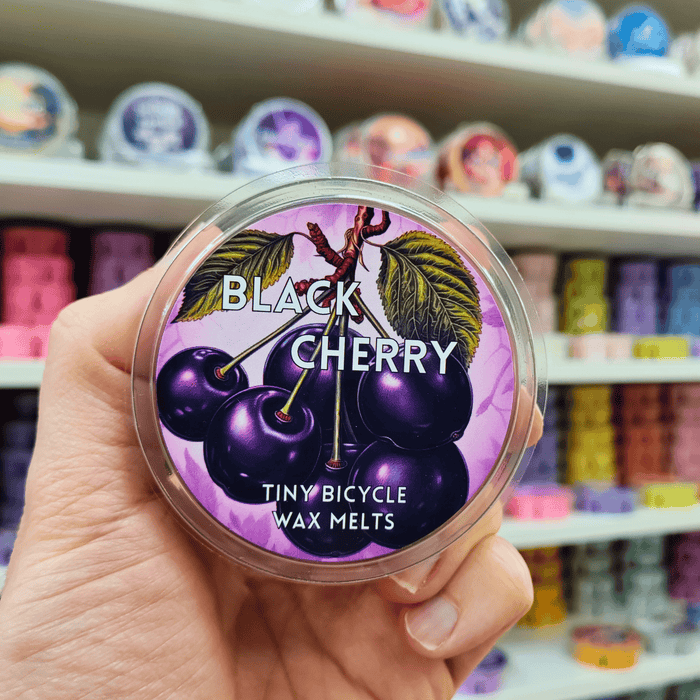 BLACK
CHERRY
TINY BICYCLE
WAX MELTS